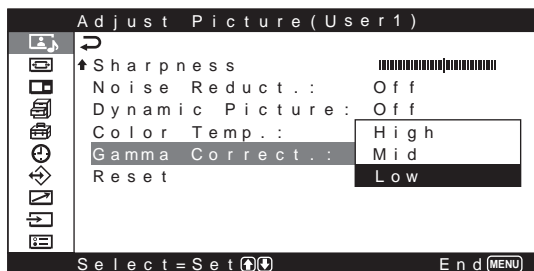 Adjust Picture(User1)
Sharpness
Noise Reduct.: Off
Dynamic Picture: Off
Color Temp.: High
Gamma Correct.: Mid
Reset Low
Select=Set End MENU